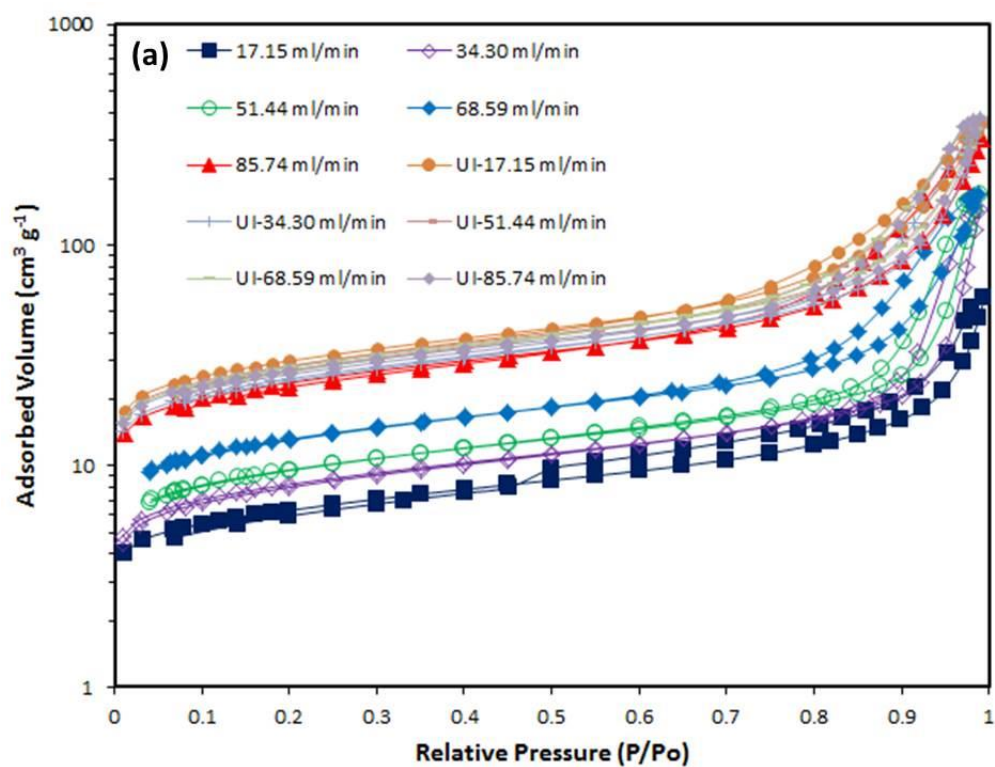 1000
(a)
17.15 ml/min
34.30 ml/min
51.44 ml/min
68.59 ml/min
85.74 ml/min
UI-17.15 ml/min
UI-34.30 ml/min
UI-51.44 ml/min
UI-68.59 ml/min
UI-85.74 ml/min
100
10
1
Adsorbed Volume (cm³ g⁻¹)
0 0.1 0.2 0.3 0.4 0.5 0.6 0.7 0.8 0.9 1
Relative Pressure (P/Po)